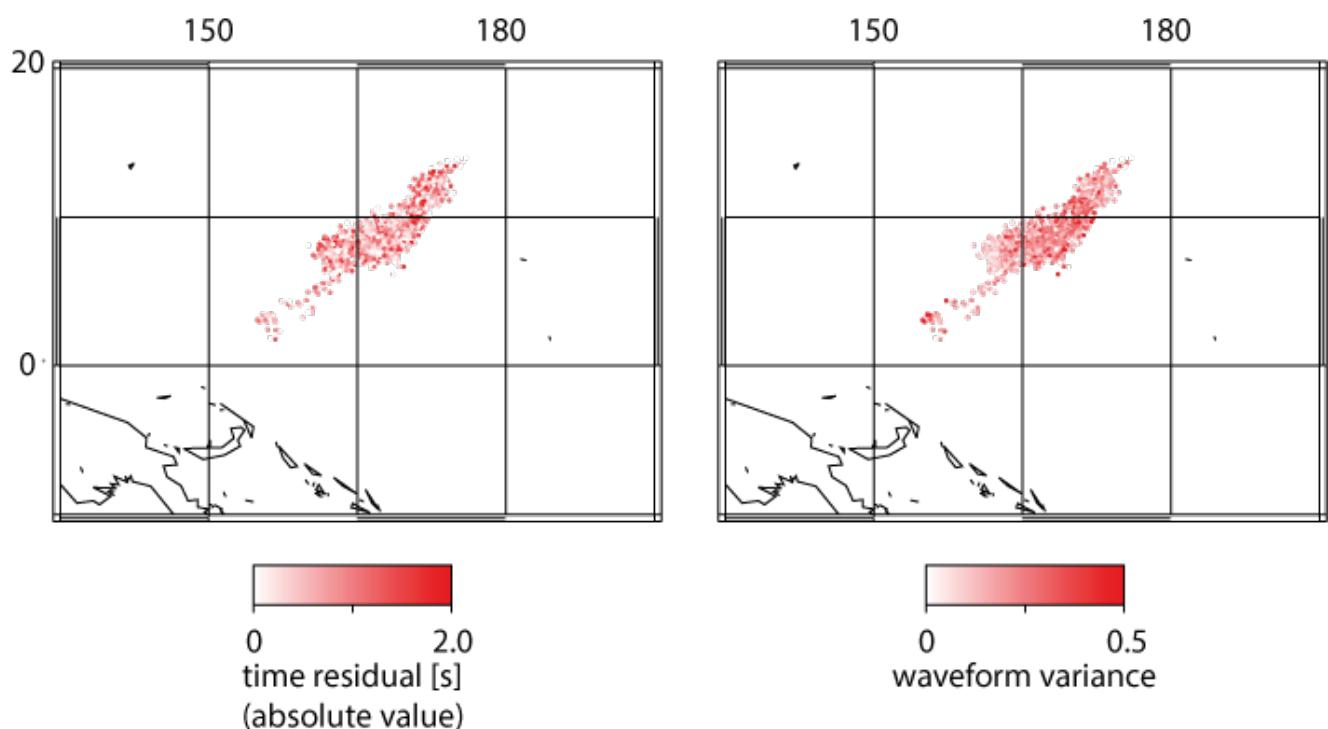 150 180 150 180
20
0
0 2.0 0 0.5
time residual [s] waveform variance
(absolute value)